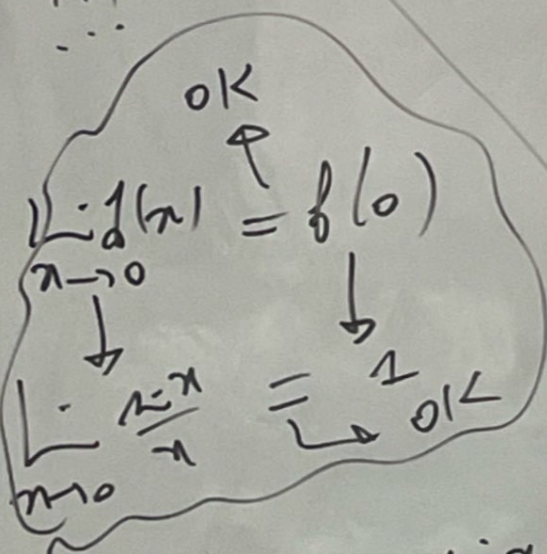 OK
Lim f(x) = f(0)
x→0
Lim sin x / x = 1
x→0
OK